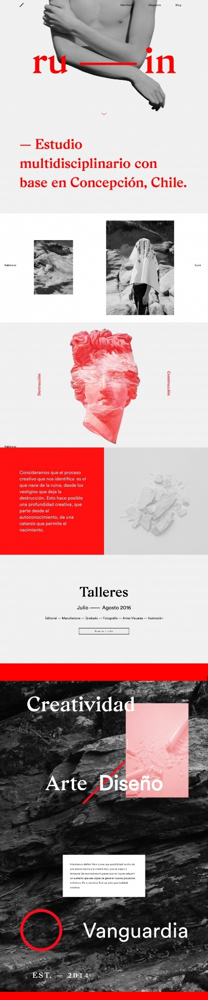 Manifiesto Magazine Blog
ru — in
— Estudio
multidisciplinario con
base en Concepción, Chile.
Hablemos
Subir
Destrucción
Construcción
Hablemos
Consideramos que el proceso
creativo que nos identifica es el
que nace de la ruina, desde los
vestigios que deja la
destrucción. Esto hace posible
una profundidad creativa, que
parte desde el
autoconocimiento, de una
catarsis que permite el
nacimiento.
Talleres
Julio — Agosto 2016
Editorial — Manufactura — Grabado — Fotografía — Artes Visuales — Ilustración
Pronto + info
Creatividad
Arte / Diseño
Intentamos definir Ruin como una posibilidad dentro de
una época reacia a la creatividad, que es espacio
temporal de expresiones fugaces que no logran adquirir
un sustento que sea capaz de generar nuevos proyectos
artísticos. Para nosotros Ruin es esta oportunidad
creativa.
Vanguardia
EST. — 2014